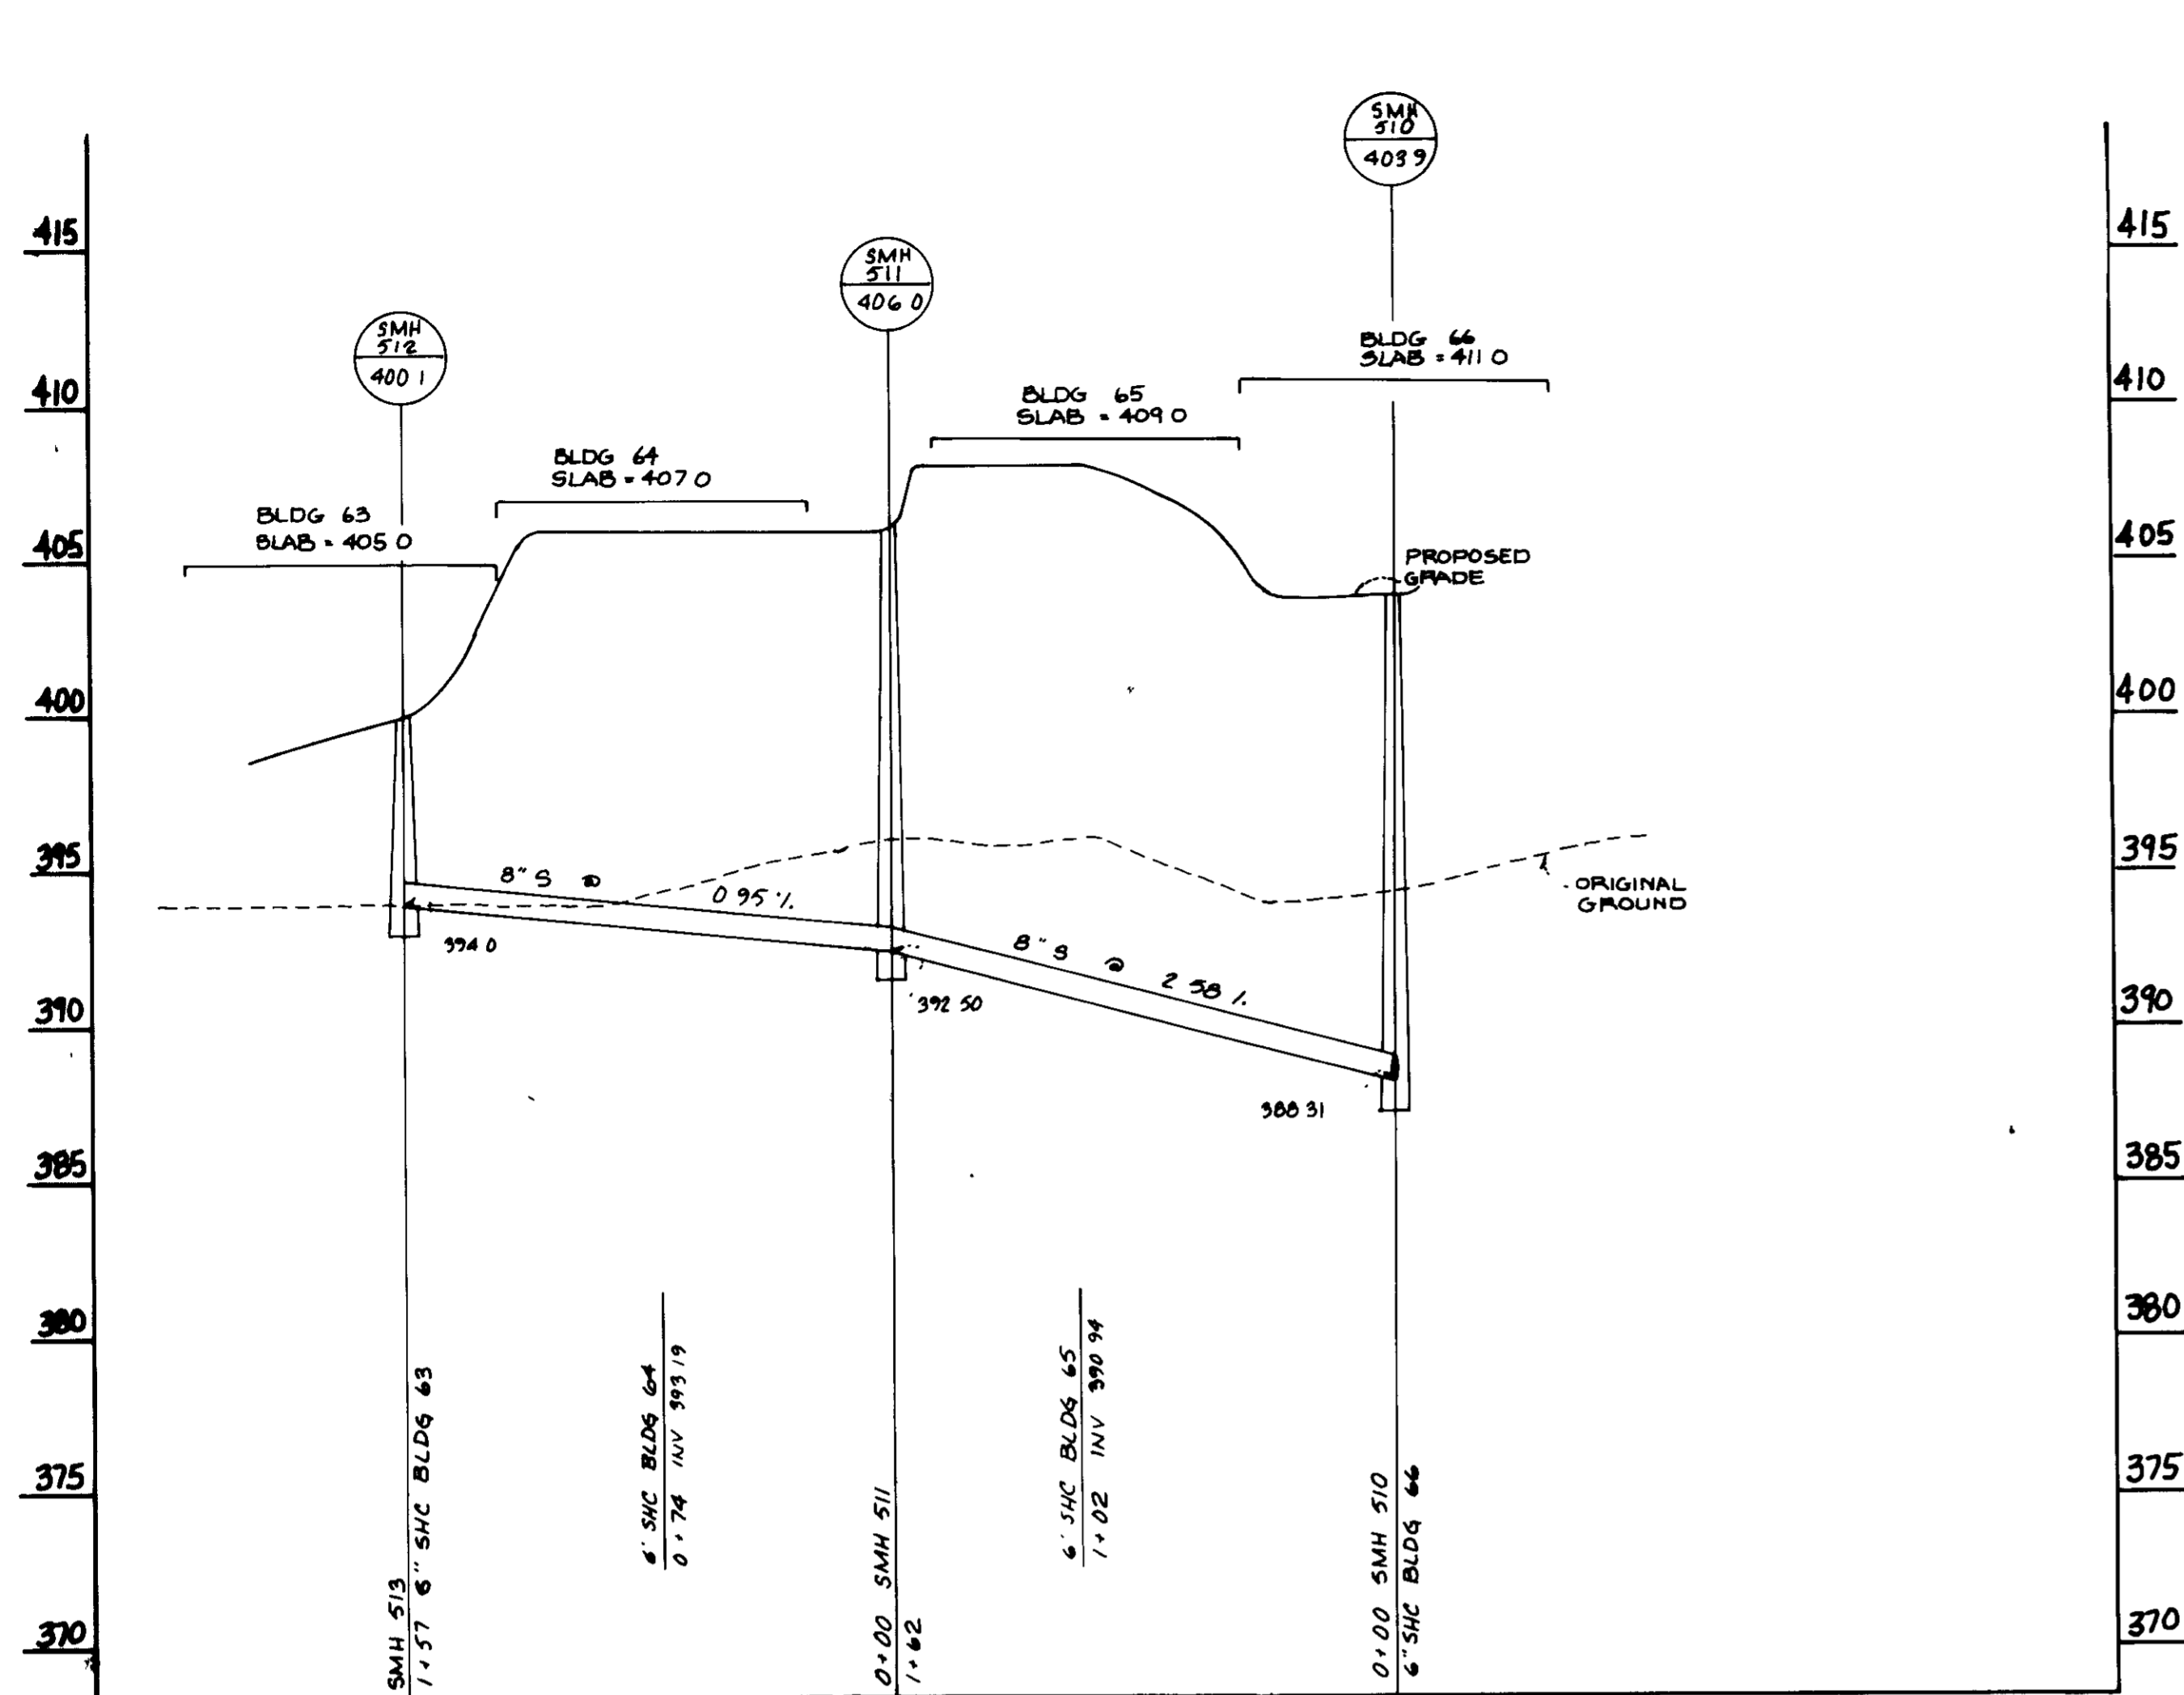 SMH
510
403 9
415
415
SMH
511
406 0
SMH
512
400 1
BLDG 66
SLAB = 411 0
410
410
BLDG 65
SLAB = 409 0
BLDG 64
SLAB = 407 0
BLDG 63
SLAB = 405 0
405
405
PROPOSED
GRADE
400
400
395
395
8" S @ 0 95 %
ORIGINAL
GROUND
394 0
8" S @ 2 58 %
392 50
390
390
388 31
385
385
380
380
375
375
370
370
SMH 513
1+57 6" SHC BLDG 63
6" SHC BLDG 64
0+74 INV 393 19
0+00 SMH 511
1+62
6" SHC BLDG 65
1+02 INV 390 94
0+00 SMH 510
6" SHC BLDG 66